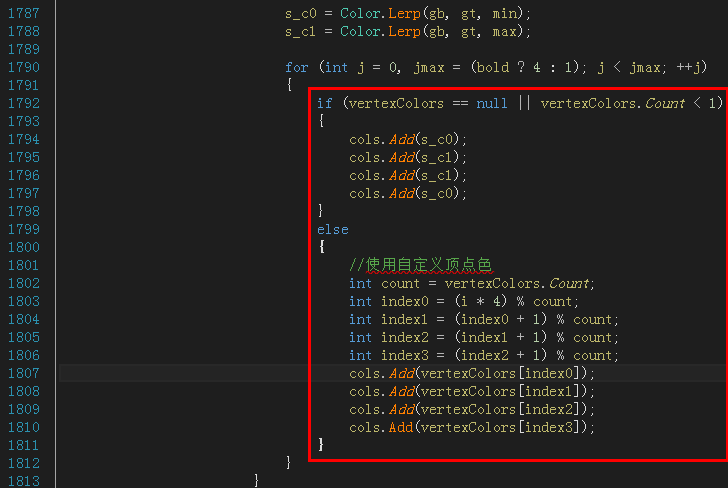 1787 s_c0 = Color.Lerp(gb, gt, min);
1788 s_c1 = Color.Lerp(gb, gt, max);
1789
1790 for (int j = 0, jmax = (bold ? 4 : 1); j < jmax; ++j)
1791 {
1792 if (vertexColors == null || vertexColors.Count < 1)
1793 {
1794 cols.Add(s_c0);
1795 cols.Add(s_c1);
1796 cols.Add(s_c1);
1797 cols.Add(s_c0);
1798 }
1799 else
1800 {
1801 //使用自定义顶点色
1802 int count = vertexColors.Count;
1803 int index0 = (i * 4) % count;
1804 int index1 = (index0 + 1) % count;
1805 int index2 = (index1 + 1) % count;
1806 int index3 = (index2 + 1) % count;
1807 cols.Add(vertexColors[index0]);
1808 cols.Add(vertexColors[index1]);
1809 cols.Add(vertexColors[index2]);
1810 cols.Add(vertexColors[index3]);
1811 }
1812 }
1813 }